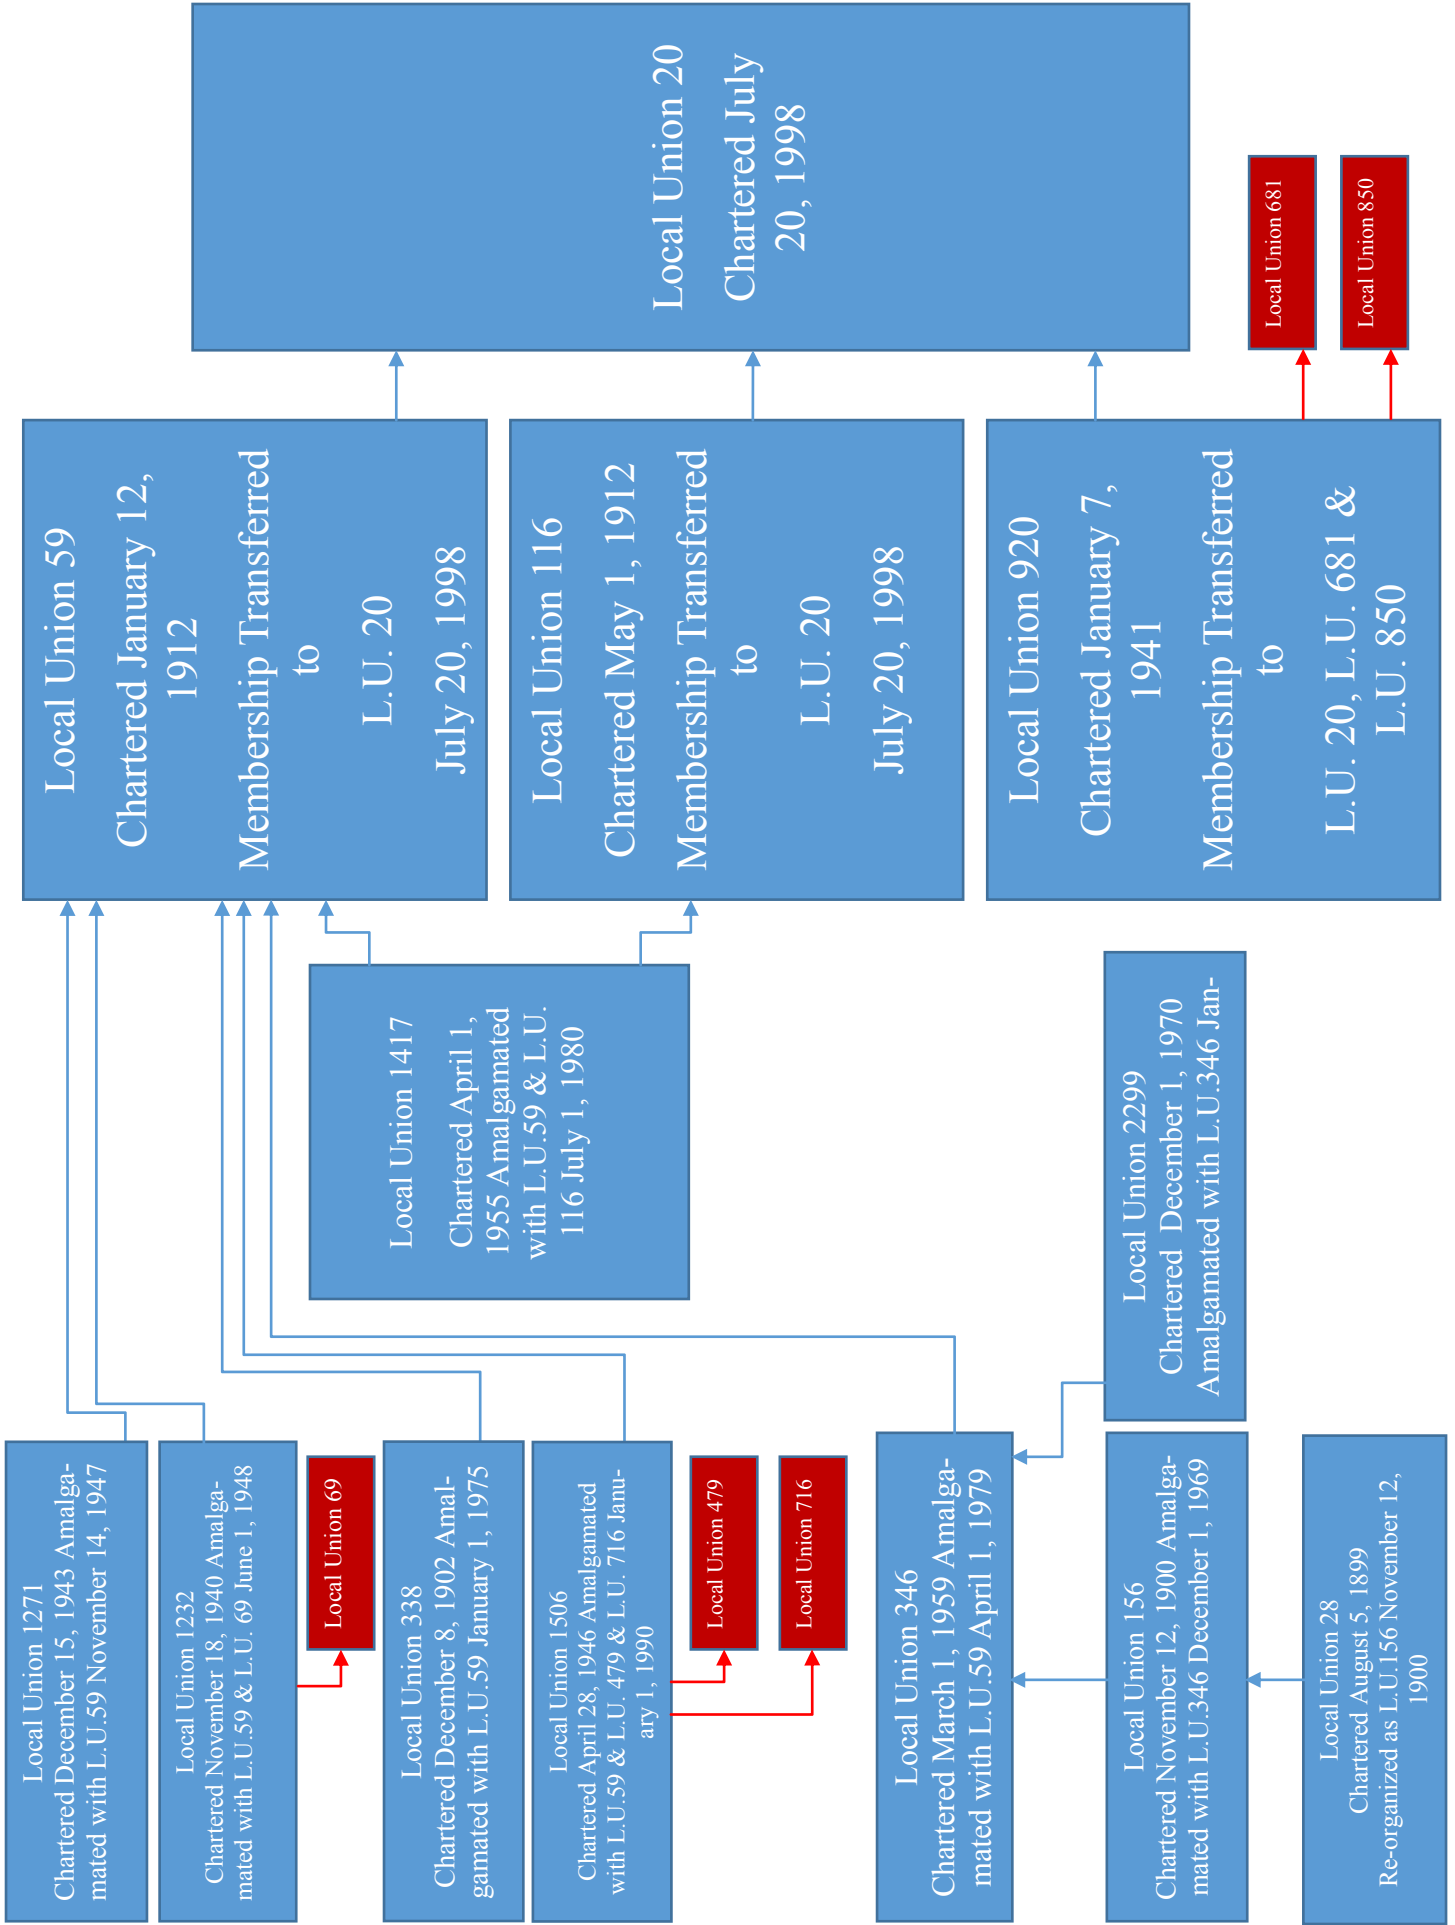 Local Union 1271
Chartered December 15, 1943 Amalga-
mated with L.U.59 November 14, 1947
Local Union 1232
Chartered November 18, 1940 Amalga-
mated with L.U.59 & L.U. 69 June 1, 1948
Local Union 69
Local Union 338
Chartered December 8, 1902 Amal-
gamated with L.U.59 January 1, 1975
Local Union 1506
Chartered April 28, 1946 Amalgamated
with L.U.59 & L.U. 479 & L.U. 716 Janu-
ary 1, 1990
Local Union 479
Local Union 716
Local Union 346
Chartered March 1, 1959 Amalga-
mated with L.U.59 April 1, 1979
Local Union 156
Chartered November 12, 1900 Amalga-
mated with L.U.346 December 1, 1969
Local Union 28
Chartered August 5, 1899
Re-organized as L.U.156 November 12,
1900
Local Union 1417
Chartered April 1,
1955 Amalgamated
with L.U.59 & L.U.
116 July 1, 1980
Local Union 2299
Chartered December 1, 1970
Amalgamated with L.U.346 Jan-
Local Union 59
Chartered January 12,
1912
Membership Transferred
to
L.U. 20
July 20, 1998
Local Union 116
Chartered May 1, 1912
Membership Transferred
to
L.U. 20
July 20, 1998
Local Union 920
Chartered January 7,
1941
Membership Transferred
to
L.U. 20, L.U. 681 &
L.U. 850
Local Union 20
Chartered July
20, 1998
Local Union 681
Local Union 850